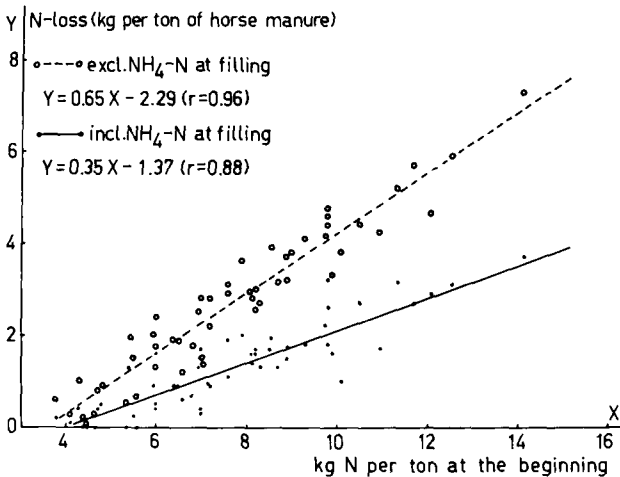 Y N-loss (kg per ton of horse manure)
excl. NH₄-N at filling
Y = 0.65 X - 2.29 (r=0.96)
incl. NH₄-N at filling
Y = 0.35 X - 1.37 (r=0.88)
8
6
4
2
0
4 6 8 10 12 14 16
X
kg N per ton at the beginning